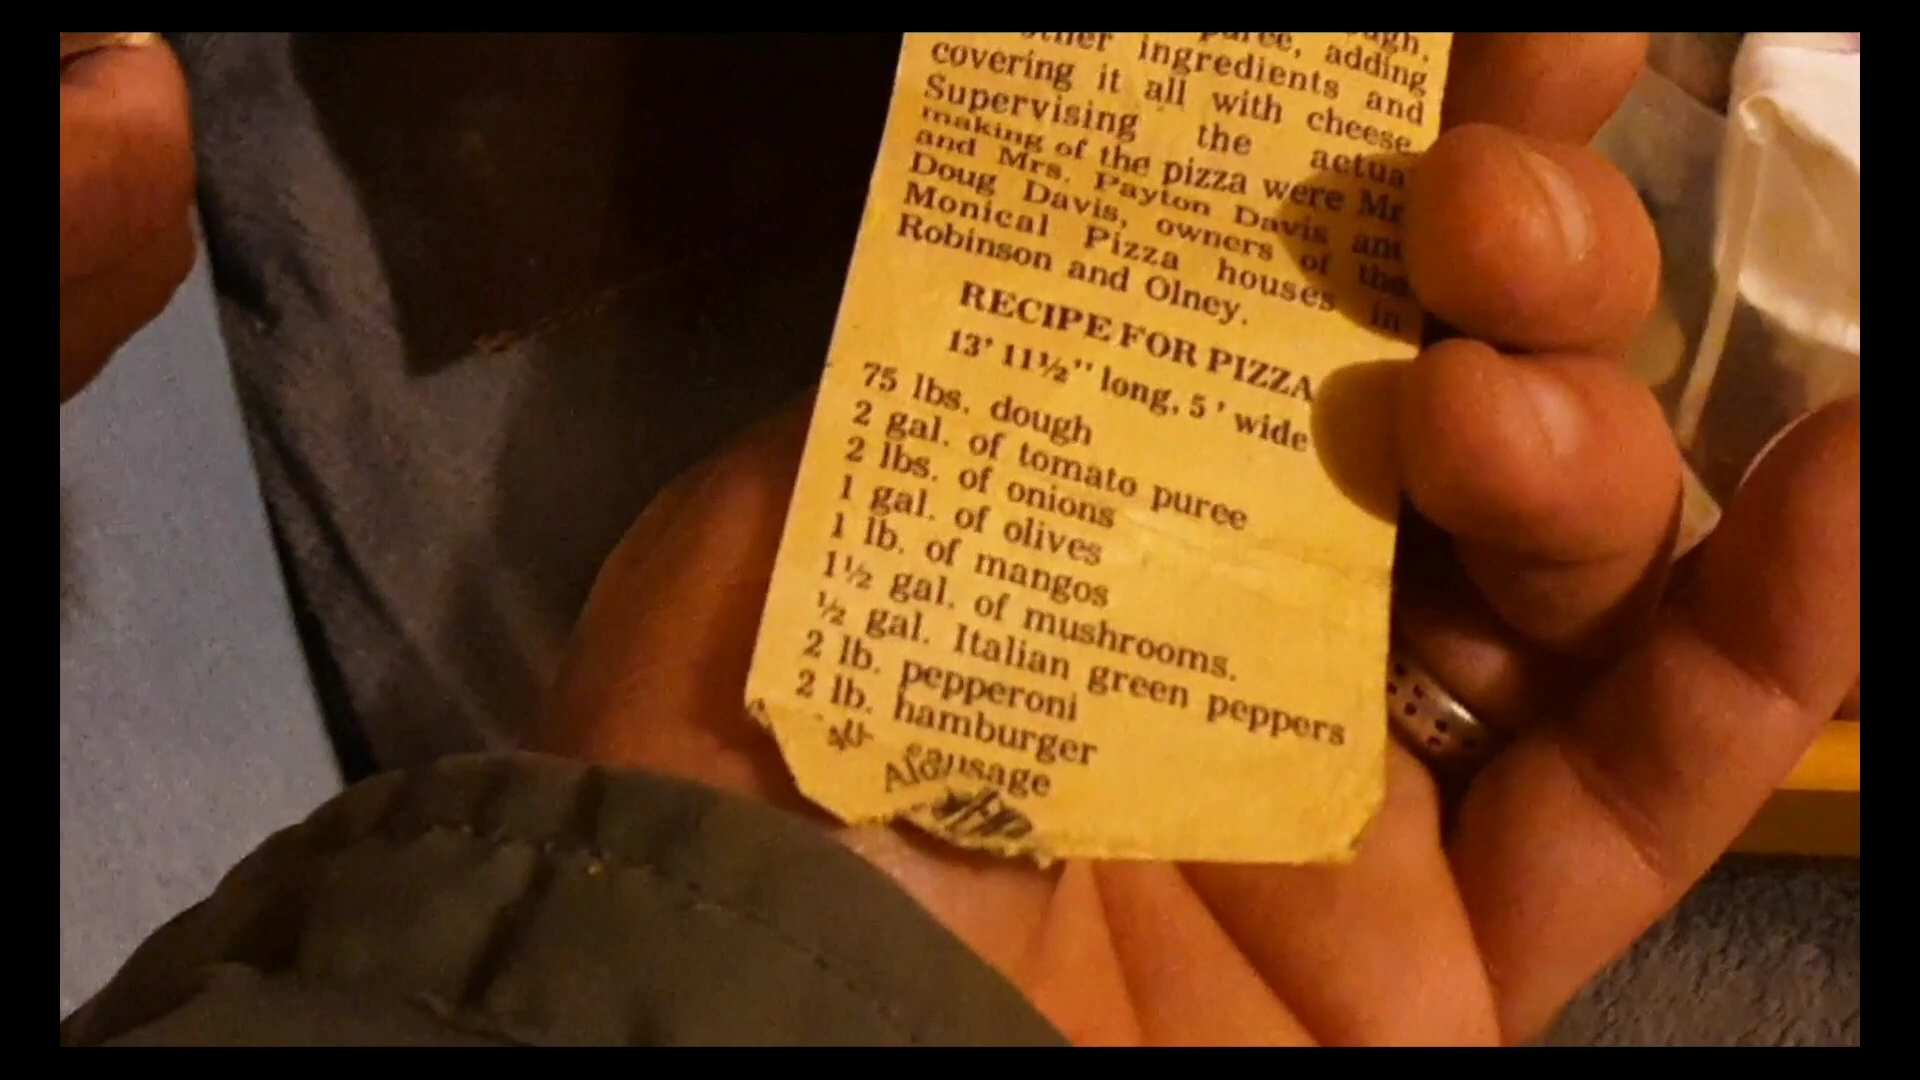 ough,
puree, adding
other ingredients and
covering it all with cheese
Supervising the actual
making of the pizza were Mr
and Mrs. Payton Davis ant
Doug Davis, owners of the
Monical Pizza houses in
Robinson and Olney.
RECIPE FOR PIZZA
13' 11½" long, 5' wide
75 lbs. dough
2 gal. of tomato puree
2 lbs. of onions
1 gal. of olives
1 lb. of mangos
1½ gal. of mushrooms.
½ gal. Italian green peppers
2 lb. pepperoni
2 lb. hamburger
sausage